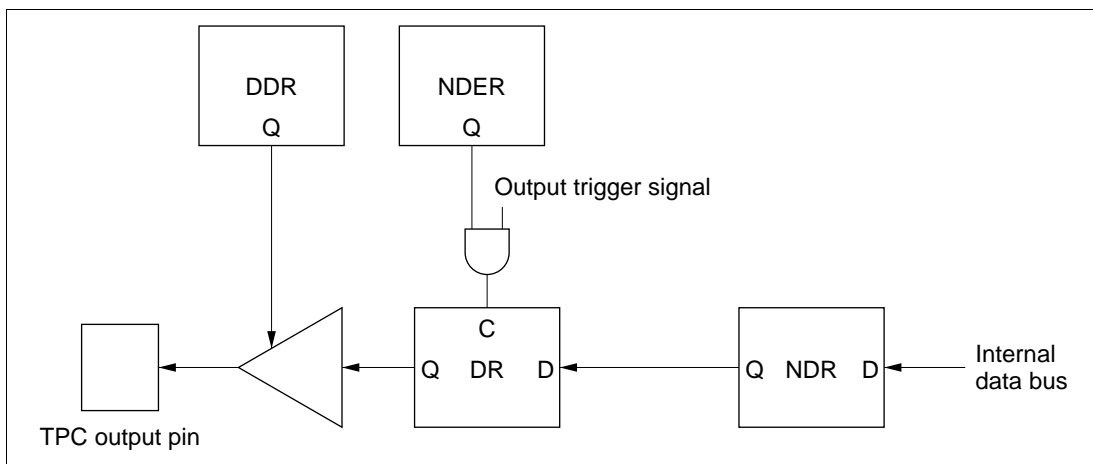 DDR
Q
NDER
Q
Output trigger signal
C
Q DR D
Q NDR D
Internal
data bus
TPC output pin